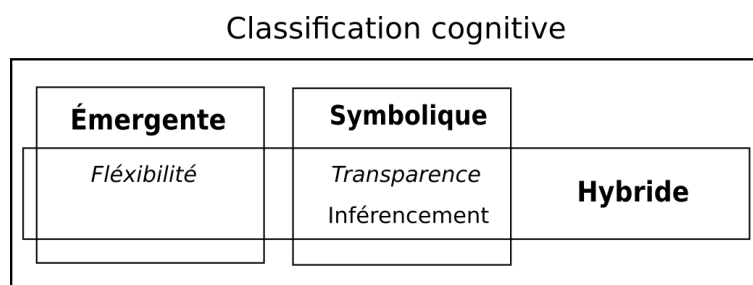 Classification cognitive
Émergente
Symbolique
Fléxibilité
Transparence
Inférencement
Hybride